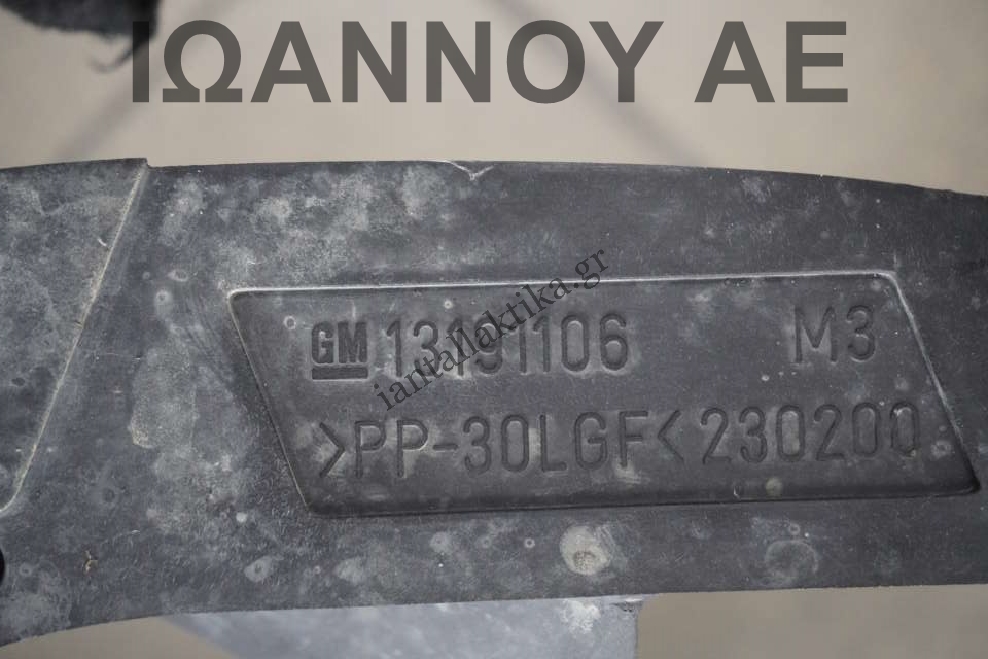 ΙΩΑΝΝΟΥ ΑΕ
iantallaktika.gr
GM 13191106 M3
>PP-30LGF< 230200